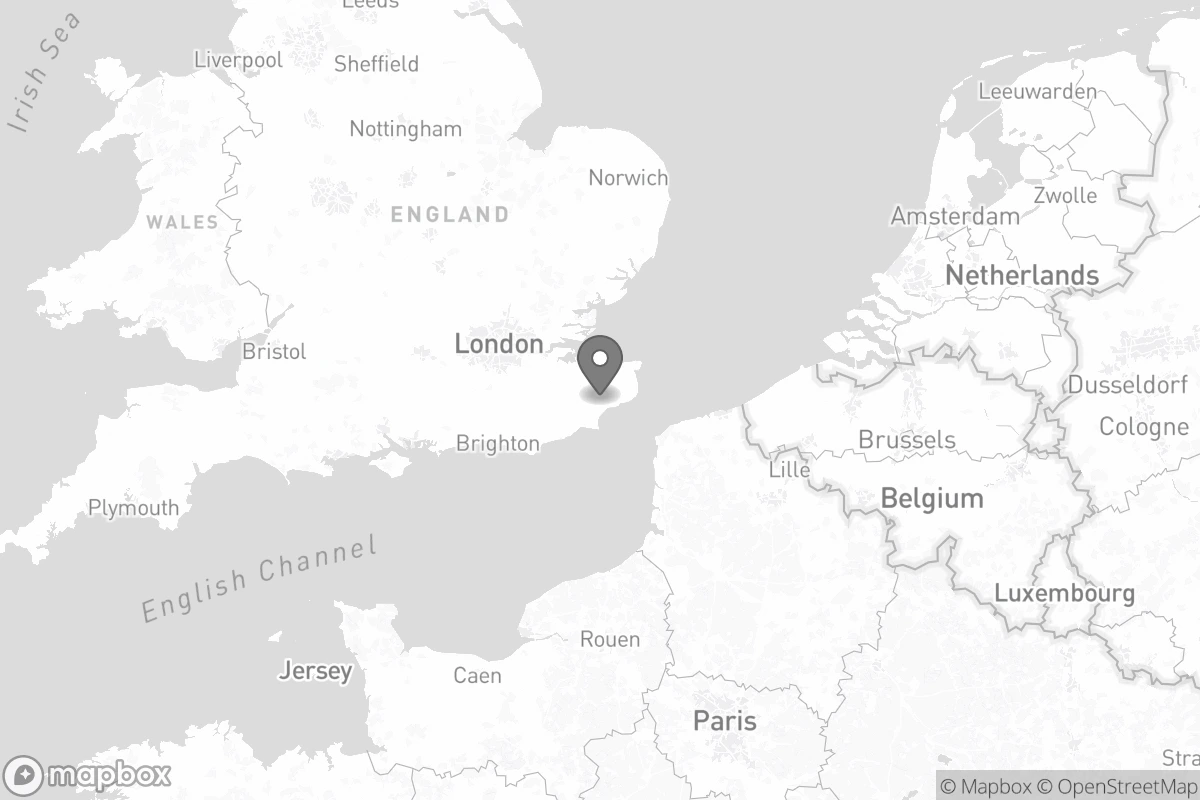 Leeds
Irish Sea
Liverpool
Sheffield
Leeuwarden
Nottingham
Norwich
Zwolle
WALES
ENGLAND
Amsterdam
Netherlands
London
Bristol
Dusseldorf
Cologne
Brighton
Brussels
Lille
Belgium
Plymouth
English Channel
Luxembourg
Rouen
Jersey
Caen
Paris
Stra
mapbox
© Mapbox © OpenStreetMap